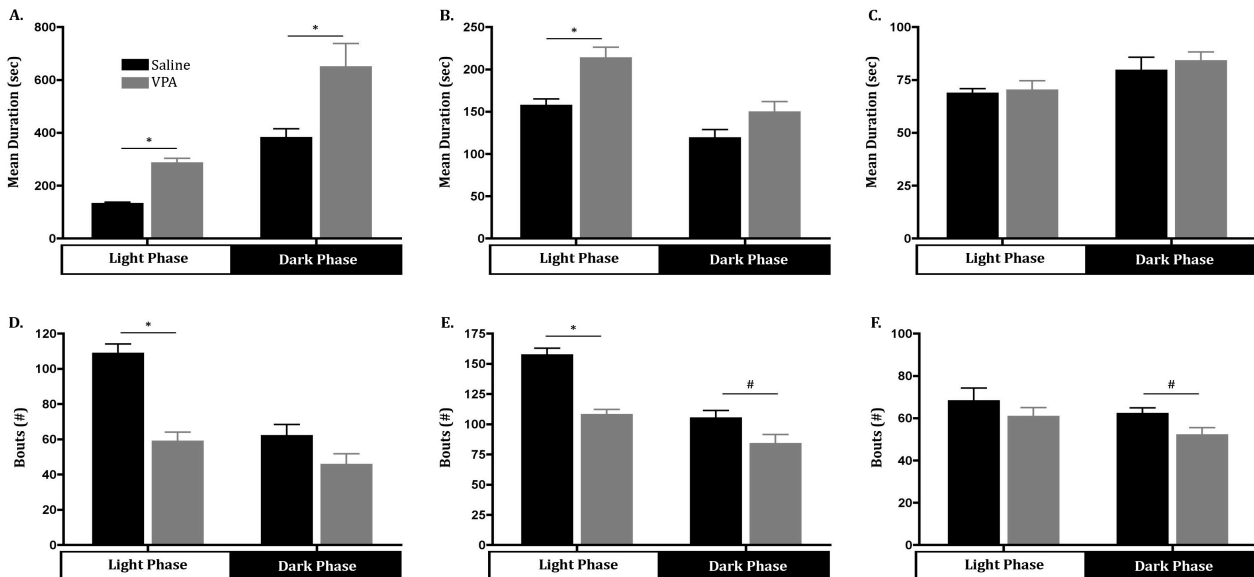 A.
Mean Duration (sec)
800
600
400
200
0
Saline
VPA
*
*
Light Phase
Dark Phase
B.
Mean Duration (sec)
250
200
150
100
50
0
*
Light Phase
Dark Phase
C.
Mean Duration (sec)
100
75
50
25
0
Light Phase
Dark Phase
D.
Bouts (#)
120
100
80
60
40
20
0
*
Light Phase
Dark Phase
E.
Bouts (#)
175
150
125
100
75
50
25
0
*
#
Light Phase
Dark Phase
F.
Bouts (#)
100
80
60
40
20
0
#
Light Phase
Dark Phase